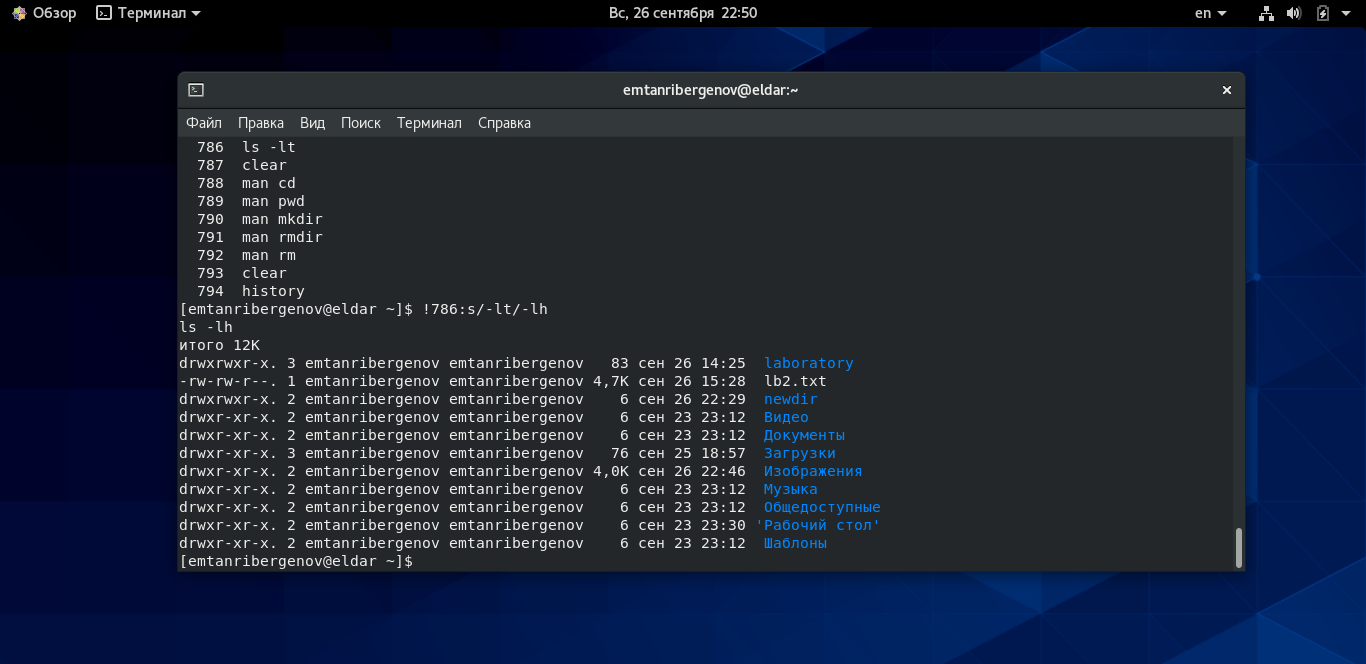 Обзор Терминал Вс, 26 сентября 22:50 en
emtanribergenov@eldar:~
Файл Правка Вид Поиск Терминал Справка
786 ls -lt
787 clear
788 man cd
789 man pwd
790 man mkdir
791 man rmdir
792 man rm
793 clear
794 history
[emtanribergenov@eldar ~]$ !786:s/-lt/-lh
ls -lh
итого 12K
drwxrwxr-x. 3 emtanribergenov emtanribergenov 83 сен 26 14:25 laboratory
-rw-rw-r--. 1 emtanribergenov emtanribergenov 4,7K сен 26 15:28 lb2.txt
drwxrwxr-x. 2 emtanribergenov emtanribergenov 6 сен 26 22:29 newdir
drwxr-xr-x. 2 emtanribergenov emtanribergenov 6 сен 23 23:12 Видео
drwxr-xr-x. 2 emtanribergenov emtanribergenov 6 сен 23 23:12 Документы
drwxr-xr-x. 3 emtanribergenov emtanribergenov 76 сен 25 18:57 Загрузки
drwxr-xr-x. 2 emtanribergenov emtanribergenov 4,0K сен 26 22:46 Изображения
drwxr-xr-x. 2 emtanribergenov emtanribergenov 6 сен 23 23:12 Музыка
drwxr-xr-x. 2 emtanribergenov emtanribergenov 6 сен 23 23:12 Общедоступные
drwxr-xr-x. 2 emtanribergenov emtanribergenov 6 сен 23 23:30 'Рабочий стол'
drwxr-xr-x. 2 emtanribergenov emtanribergenov 6 сен 23 23:12 Шаблоны
[emtanribergenov@eldar ~]$